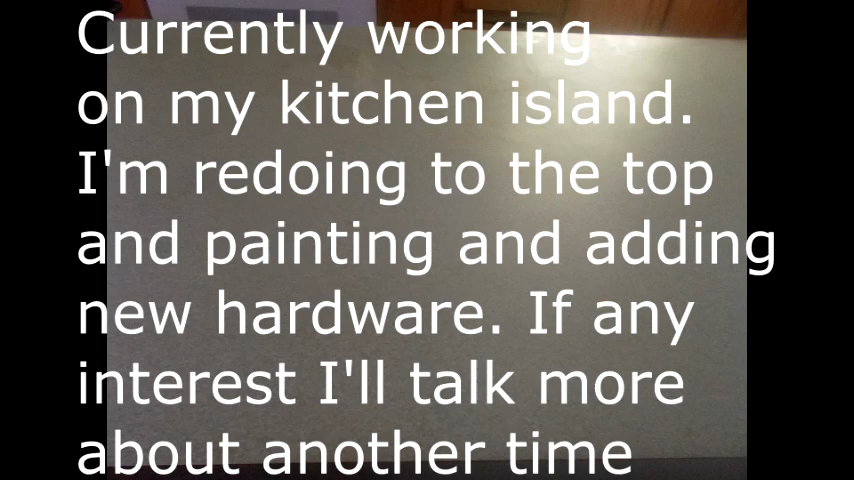 Currently working
on my kitchen island.
I'm redoing to the top
and painting and adding
new hardware. If any
interest I'll talk more
about another time